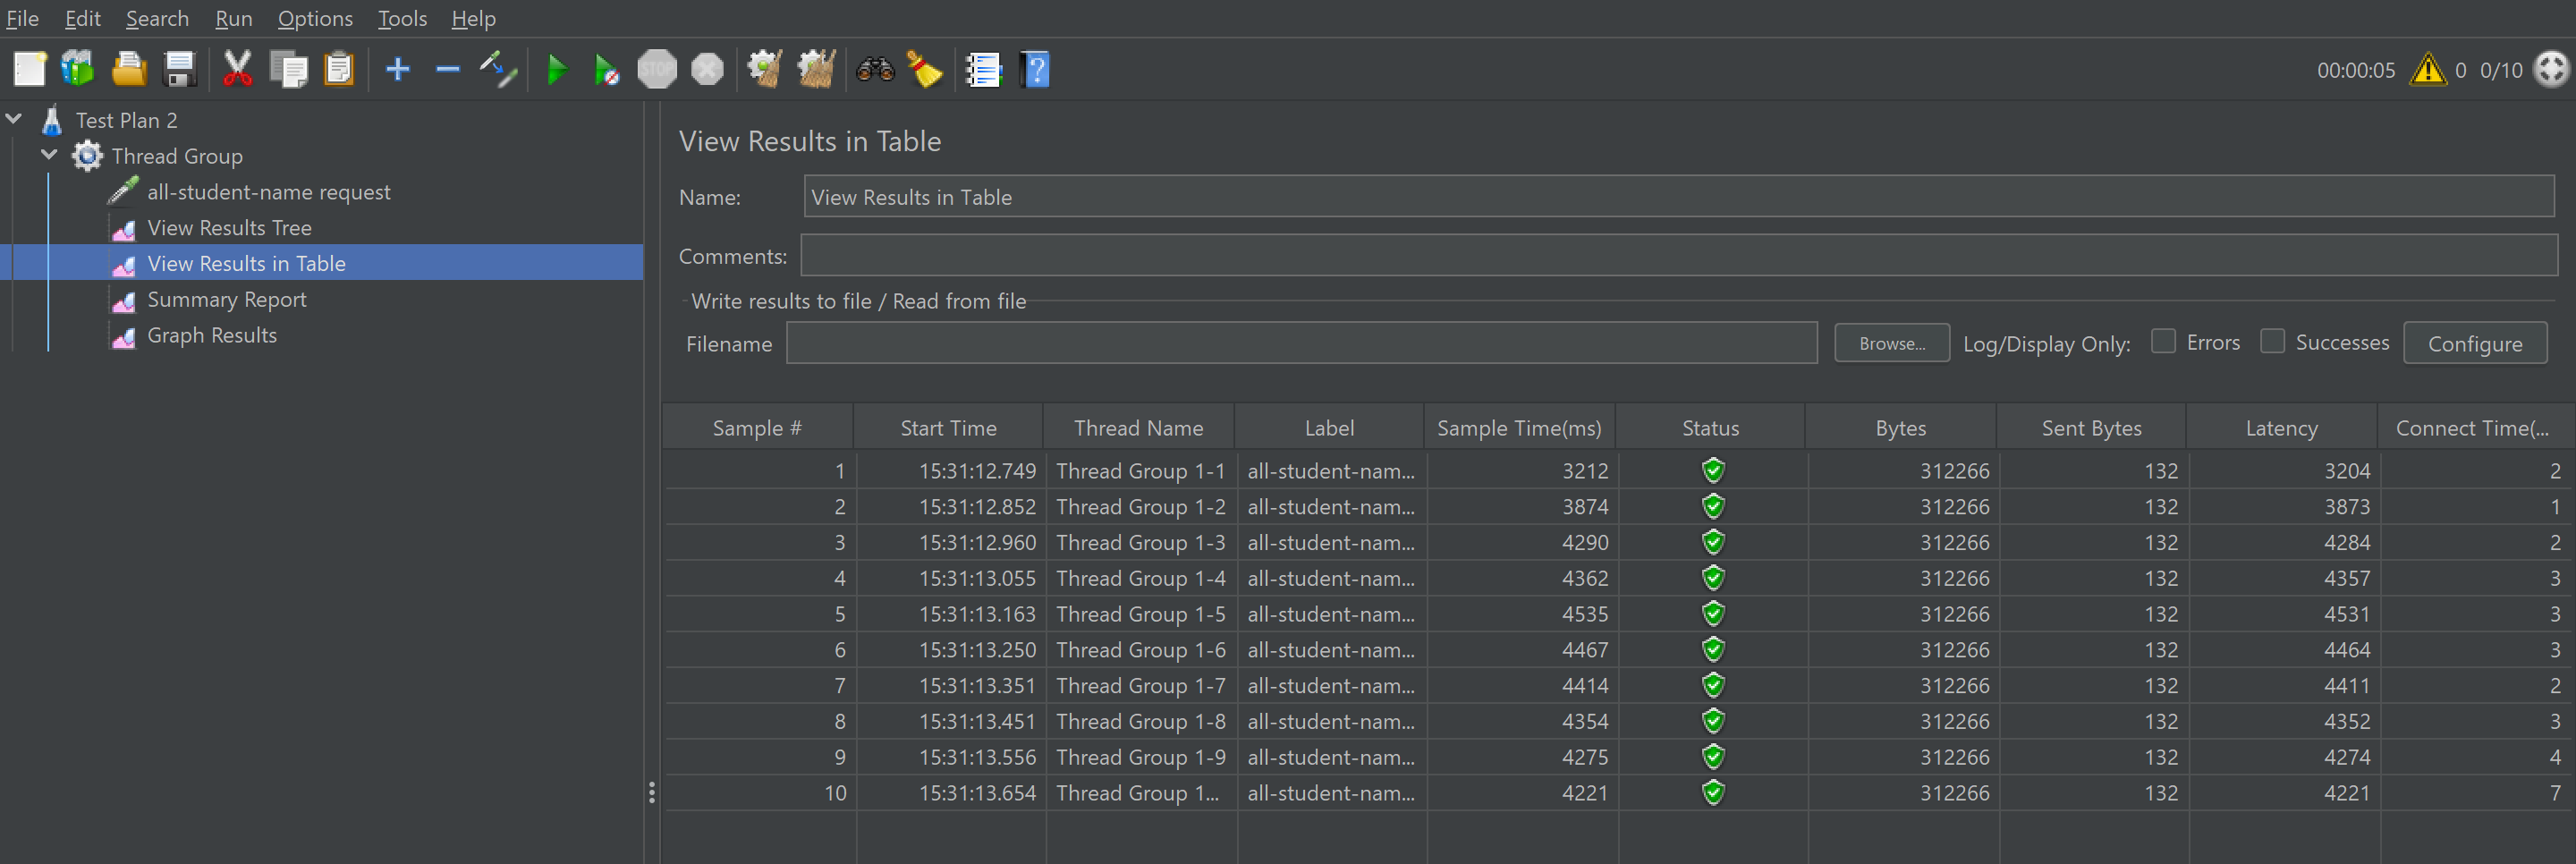 File Edit Search Run Options Tools Help
STOP
00:00:05 0 0/10
Test Plan 2
Thread Group
all-student-name request
View Results Tree
View Results in Table
Summary Report
Graph Results
View Results in Table
Name: View Results in Table
Comments:
Write results to file / Read from file
Filename Browse... Log/Display Only: Errors Successes Configure
Sample # Start Time Thread Name Label Sample Time(ms) Status Bytes Sent Bytes Latency Connect Time(...
1 15:31:12.749 Thread Group 1-1 all-student-nam... 3212 312266 132 3204 2
2 15:31:12.852 Thread Group 1-2 all-student-nam... 3874 312266 132 3873 1
3 15:31:12.960 Thread Group 1-3 all-student-nam... 4290 312266 132 4284 2
4 15:31:13.055 Thread Group 1-4 all-student-nam... 4362 312266 132 4357 3
5 15:31:13.163 Thread Group 1-5 all-student-nam... 4535 312266 132 4531 3
6 15:31:13.250 Thread Group 1-6 all-student-nam... 4467 312266 132 4464 3
7 15:31:13.351 Thread Group 1-7 all-student-nam... 4414 312266 132 4411 2
8 15:31:13.451 Thread Group 1-8 all-student-nam... 4354 312266 132 4352 3
9 15:31:13.556 Thread Group 1-9 all-student-nam... 4275 312266 132 4274 4
10 15:31:13.654 Thread Group 1... all-student-nam... 4221 312266 132 4221 7